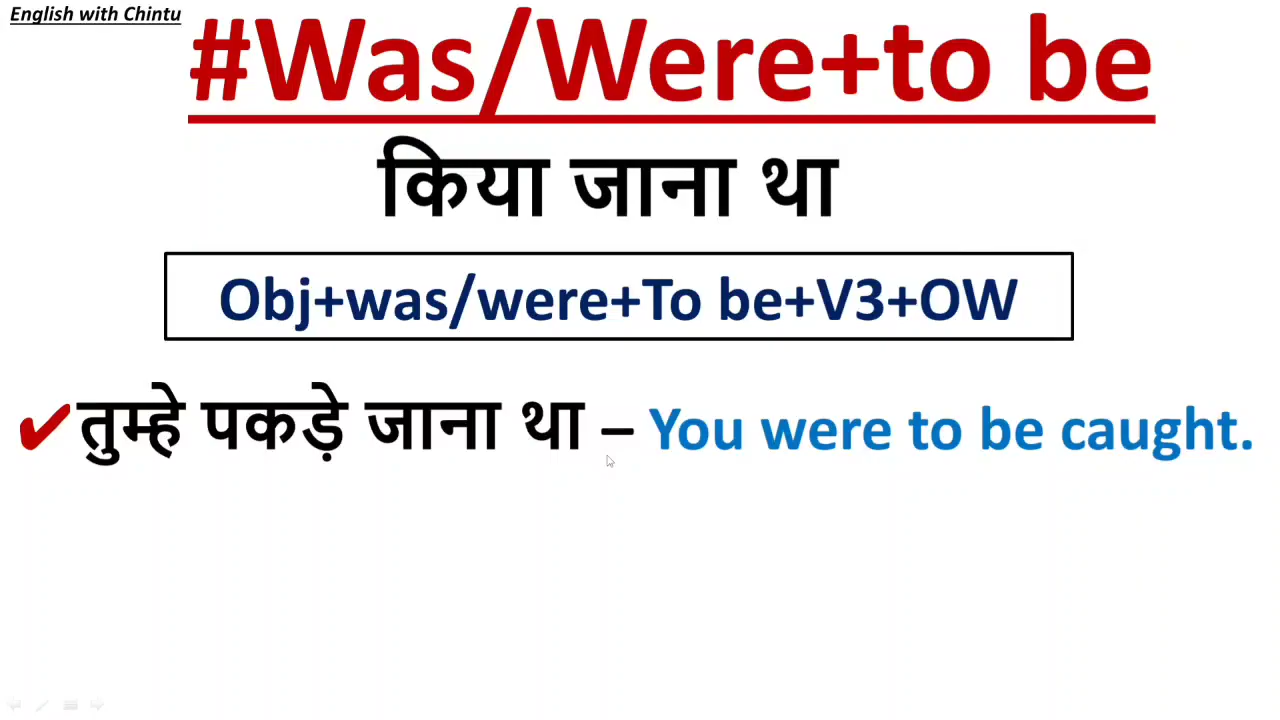 English with Chintu
#Was/Were+to be
किया जाना था
Obj+was/were+To be+V3+OW
✔तुम्हे पकड़े जाना था – You were to be caught.